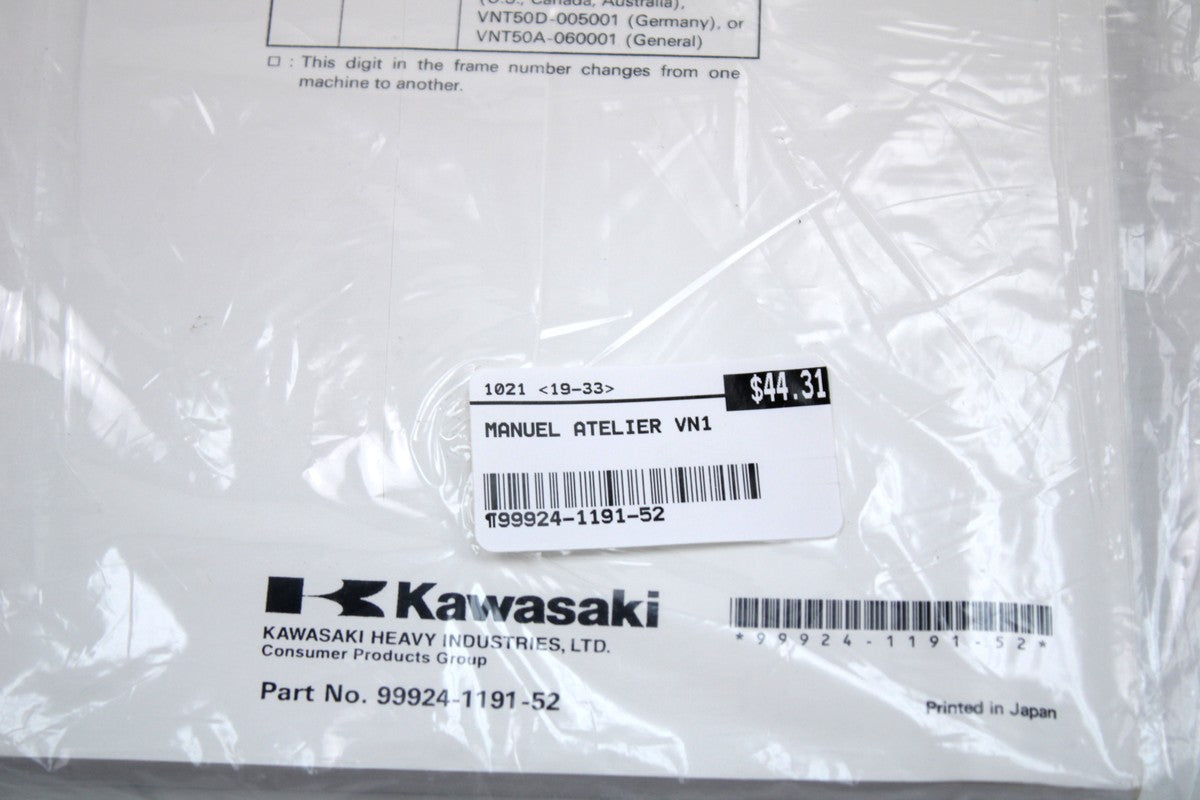 (U.S., Canada, Australia),
VNT50D-005001 (Germany), or
VNT50A-060001 (General)
□ : This digit in the frame number changes from one
machine to another.
1021 <19-33>
$44.31
MANUEL ATELIER VN1
¶99924-1191-52
Kawasaki
KAWASAKI HEAVY INDUSTRIES, LTD.
Consumer Products Group
*99924-1191-52*
Part No. 99924-1191-52
Printed in Japan